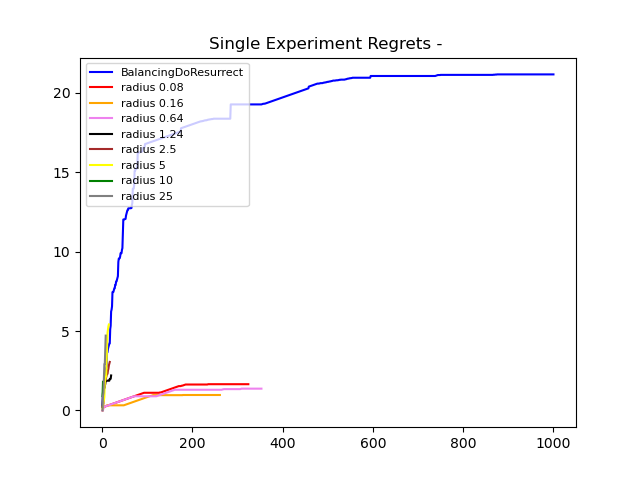 Single Experiment Regrets -
BalancingDoResurrect
radius 0.08
radius 0.16
radius 0.64
radius 1.24
radius 2.5
radius 5
radius 10
radius 25
20
15
10
5
0
0 200 400 600 800 1000